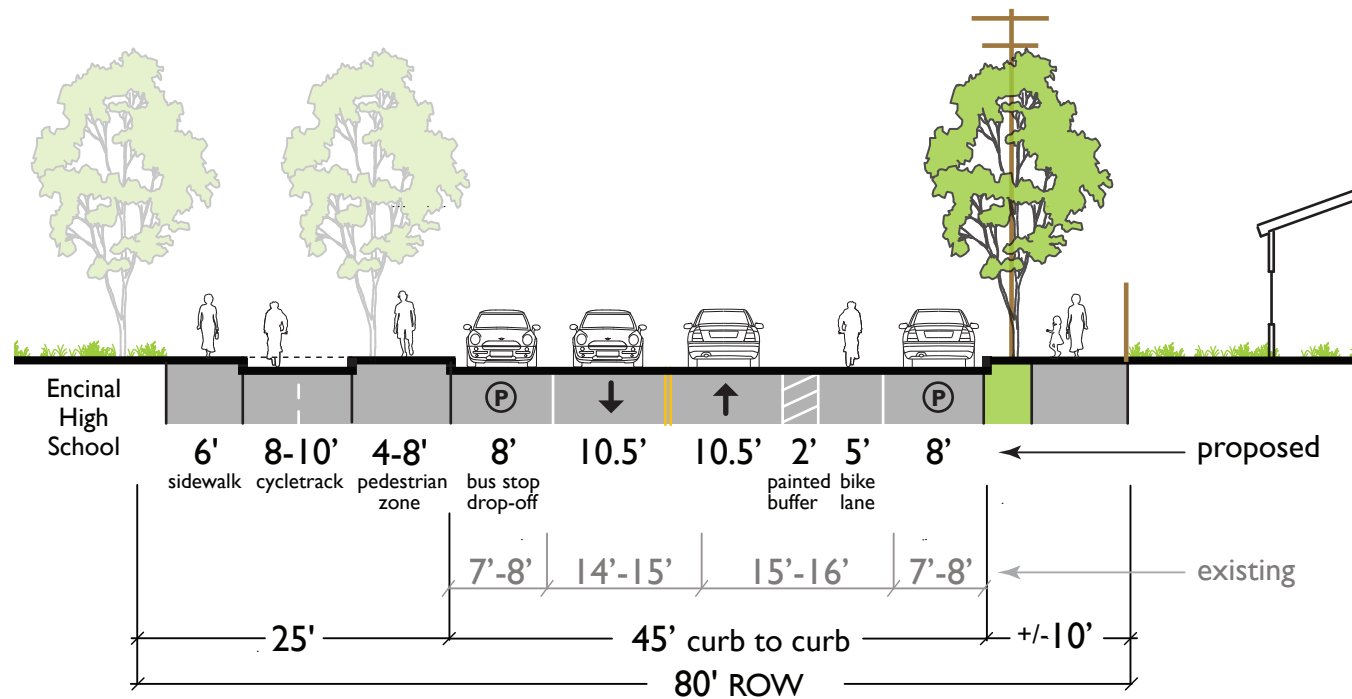 Encinal
High
School
P
P
6’
sidewalk
8-10’
cycletrack
4-8’
pedestrian
zone
8’
bus stop
drop-off
10.5’
10.5’
2’
painted
buffer
5’
bike
lane
8’
proposed
7’-8’
14’-15’
15’-16’
7’-8’
existing
25'
45’ curb to curb
+/-10’
80' ROW